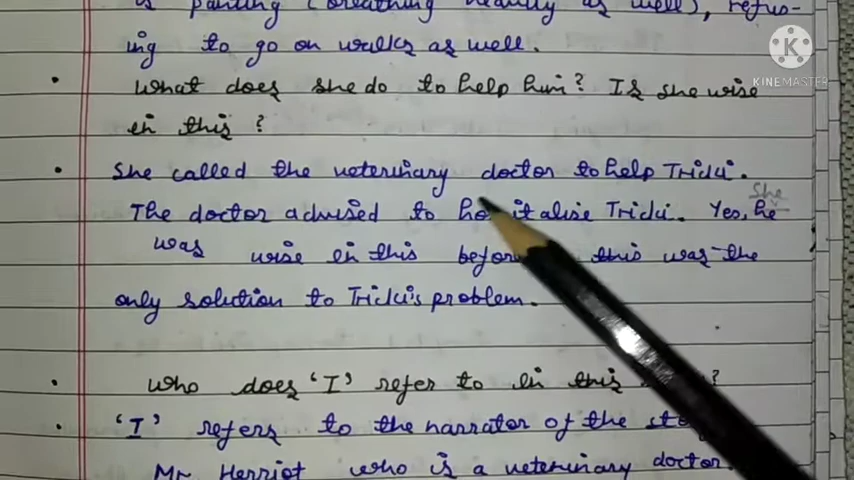 is panting (breathing heavily as well), refus-
ing to go on walks as well.
What does she do to help him? Is she wise
in this?
She called the veterinary doctor to help Tricki.
She
The doctor advised to hospitalise Tricki. Yes, he
was wise in this before this was the
only solution to Tricki's problem.
Who does 'I' refer to in this
'I' refers to the narrator of the story
Mr Herriot who is a veterinary doctor.
KINEMASTER